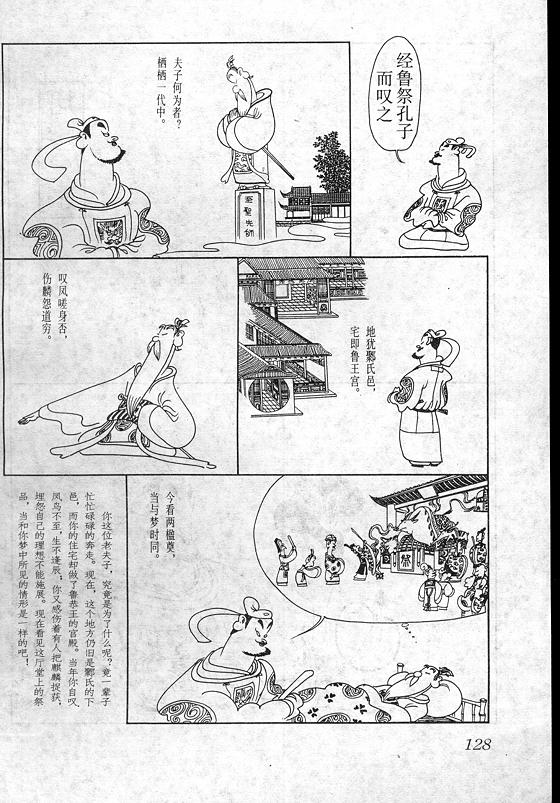 经鲁祭孔子
而叹之
夫子何为者？
栖栖一代中。
至聖先師
地犹鄹氏邑，
宅即鲁王宫。
叹凤嗟身否，
伤麟怨道穷。
今看两楹奠，
当与梦时同。
祭
你这位老夫子，究竟是为了什么呢？竟一辈子
忙忙碌碌的奔走。现在，这个地方仍旧是鄹氏的下
邑，而你的住宅却做了鲁恭王的宫殿。当年你自叹
凤鸟不至，生不逢辰；你又感伤着有人把麒麟捉获，
埋怨自己的理想不能施展。现在看见这厅堂上的祭
品，当和你梦中所见的情形是一样的吧！
128